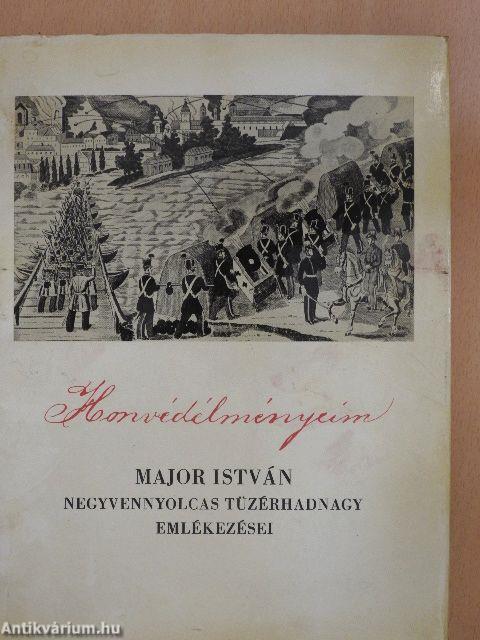 Honvédélményeim
MAJOR ISTVÁN
NEGYVENNYOLCAS TÜZÉRHADNAGY
EMLÉKEZÉSEI
Antikvárium.hu